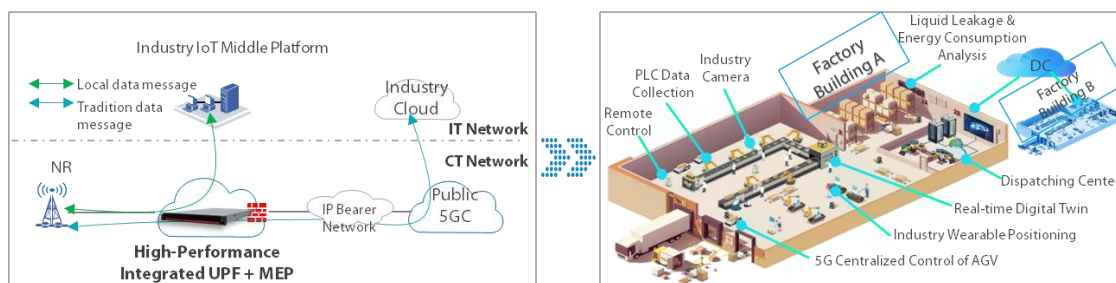 Industry IoT Middle Platform
Local data message
Tradition data
message
Industry
Cloud
IT Network
CT Network
NR
IP Bearer
Network
Public
5GC
High-Performance
Integrated UPF + MEP
Factory
Building A
Liquid Leakage &
Energy Consumption
Analysis
Industry
Camera
PLC Data
Collection
Remote
Control
DC
Factory
Building B
Dispatching Center
Real-time Digital Twin
Industry Wearable Positioning
5G Centralized Control of AGV